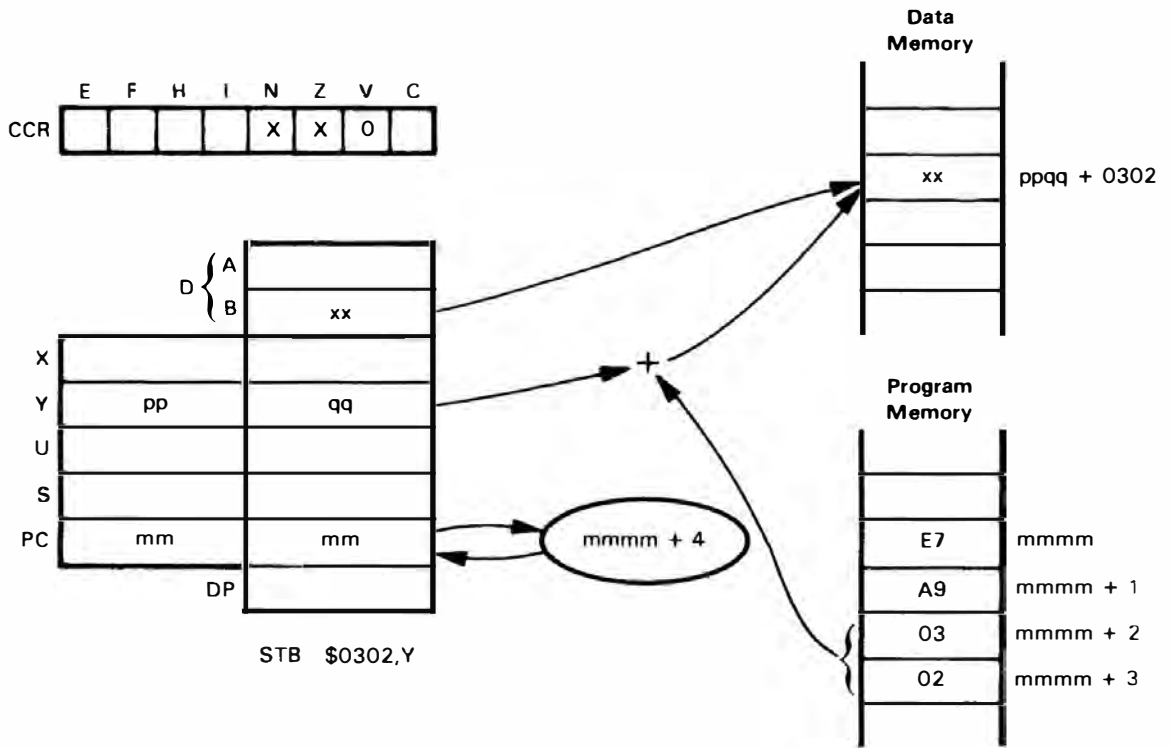 Data
Memory
E F H I N Z V C
CCR X X 0
xx ppqq + 0302
D { A
B xx
X
+
Y pp qq
Program
Memory
U
S
PC mm mm
mmmm + 4
E7 mmmm
DP
A9 mmmm + 1
03 mmmm + 2
STB $0302,Y
02 mmmm + 3